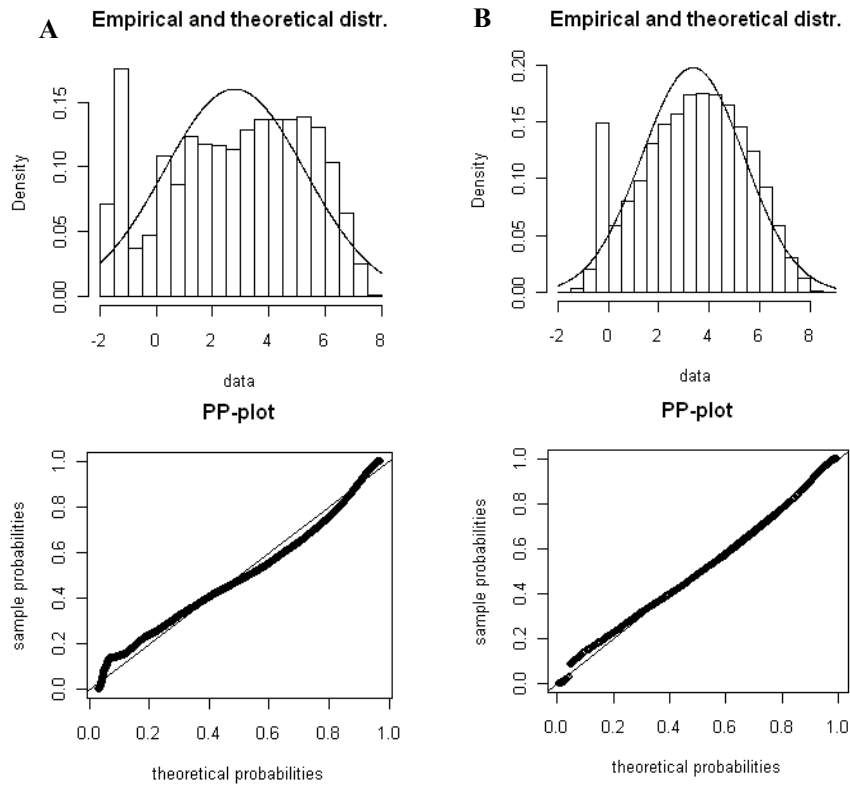 A
Empirical and theoretical distr.
Density
0.00 0.05 0.10 0.15
-2 0 2 4 6 8
data
PP-plot
sample probabilities
0.0 0.2 0.4 0.6 0.8 1.0
0.0 0.2 0.4 0.6 0.8 1.0
theoretical probabilities
B
Empirical and theoretical distr.
Density
0.00 0.05 0.10 0.15 0.20
-2 0 2 4 6 8
data
PP-plot
sample probabilities
0.0 0.2 0.4 0.6 0.8 1.0
0.0 0.2 0.4 0.6 0.8 1.0
theoretical probabilities